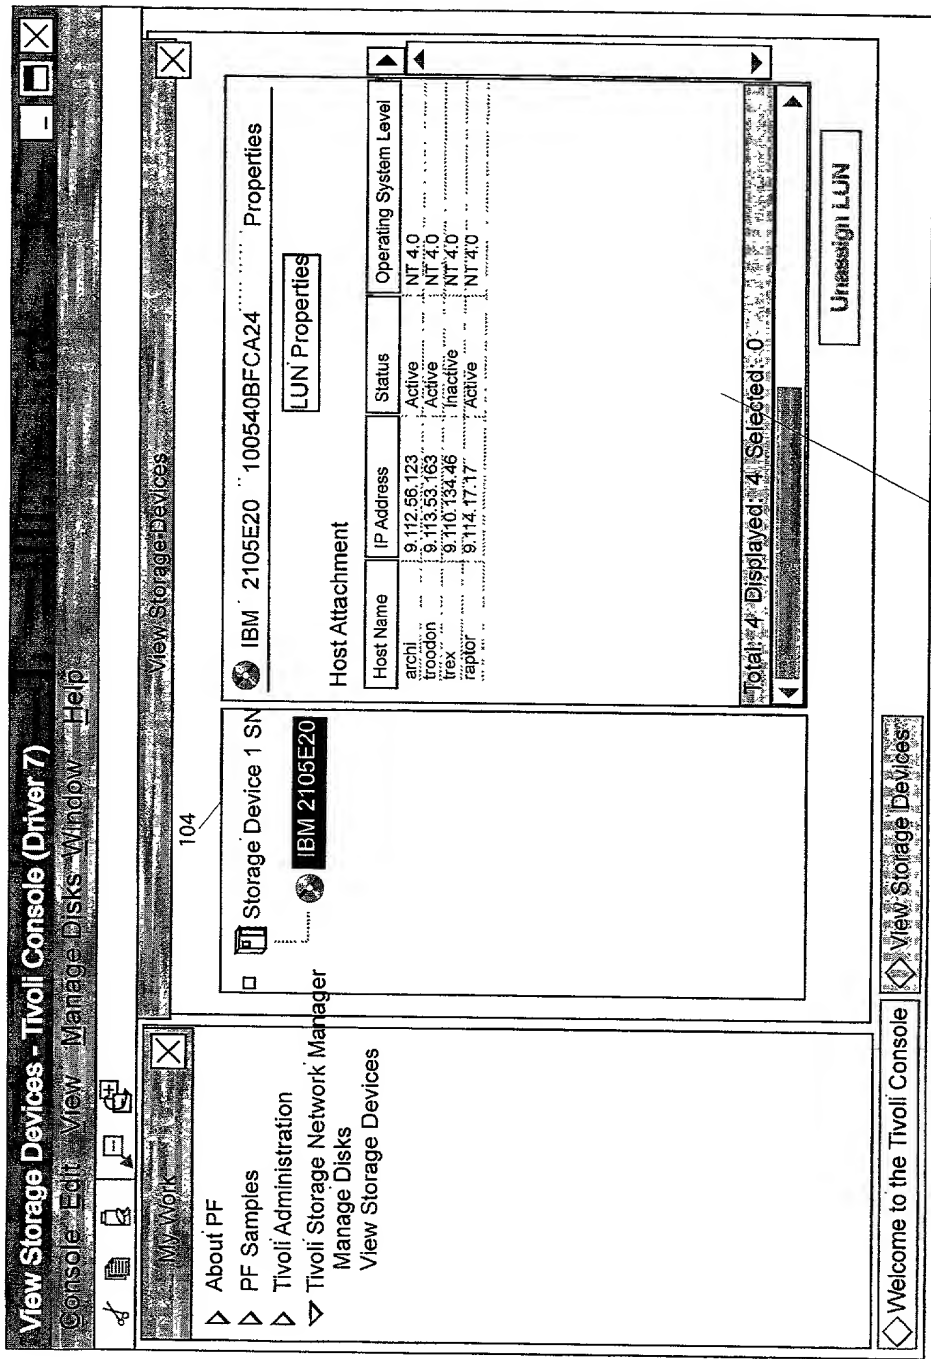 View Storage Devices - Tivoli Console (Driver 7)
Console Edit View Manage Disks Window Help
My Work
About PF
PF Samples
Tivoli Administration
Tivoli Storage Network Manager
Manage Disks
View Storage Devices
View Storage Devices
104
Storage Device 1 SN
IBM 2105E20
IBM 2105E20 100540BFCA24 Properties
LUN Properties
Host Attachment
Host Name IP Address Status Operating System Level
archi 9.112.56.123 Active NT 4.0
troodon 9.113.53.163 Active NT 4.0
trex 9.110.134.46 Inactive NT 4.0
raptor 9.114.17.17 Active NT 4.0
Total: 4 Displayed: 4 Selected: 0
Unassign LUN
Welcome to the Tivoli Console
View Storage Devices